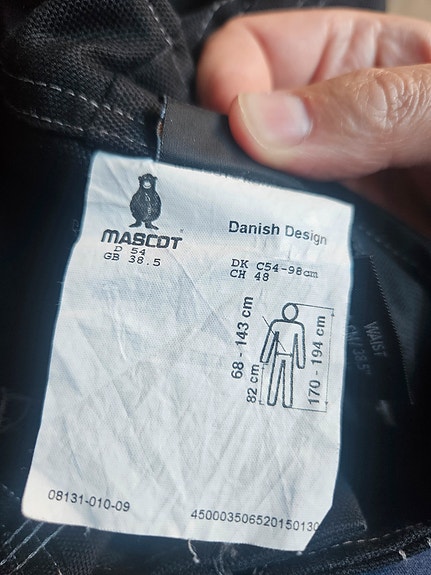 MASCOT
Danish Design
D 54
GB 38.5
DK C54-98cm
CH 48
68 - 143 cm
82 cm
170 - 194 cm
WAIST
08131-010-09
450003506520150130